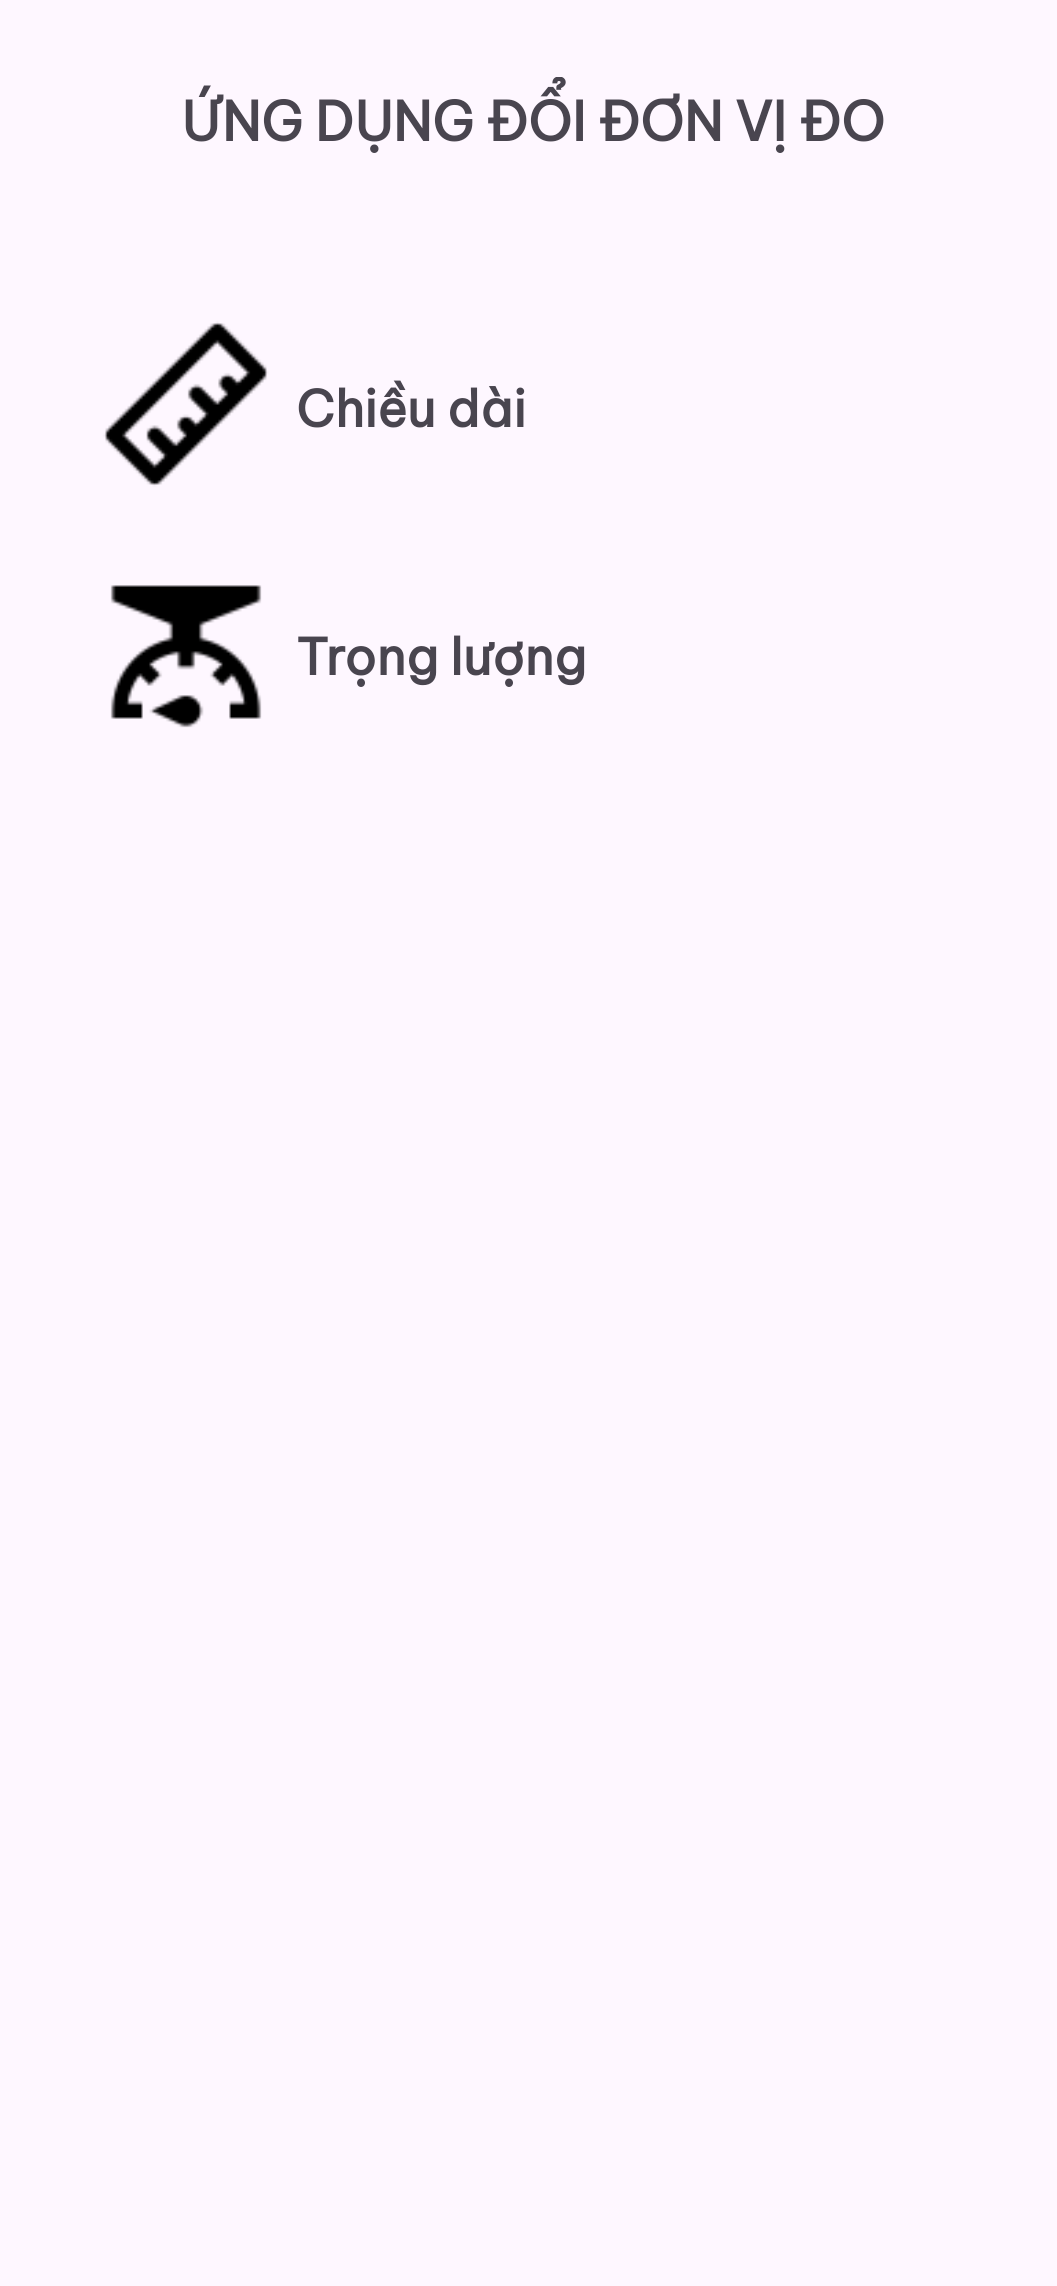 ỨNG DỤNG ĐỔI ĐƠN VỊ ĐO
Chiều dài
Trọng lượng